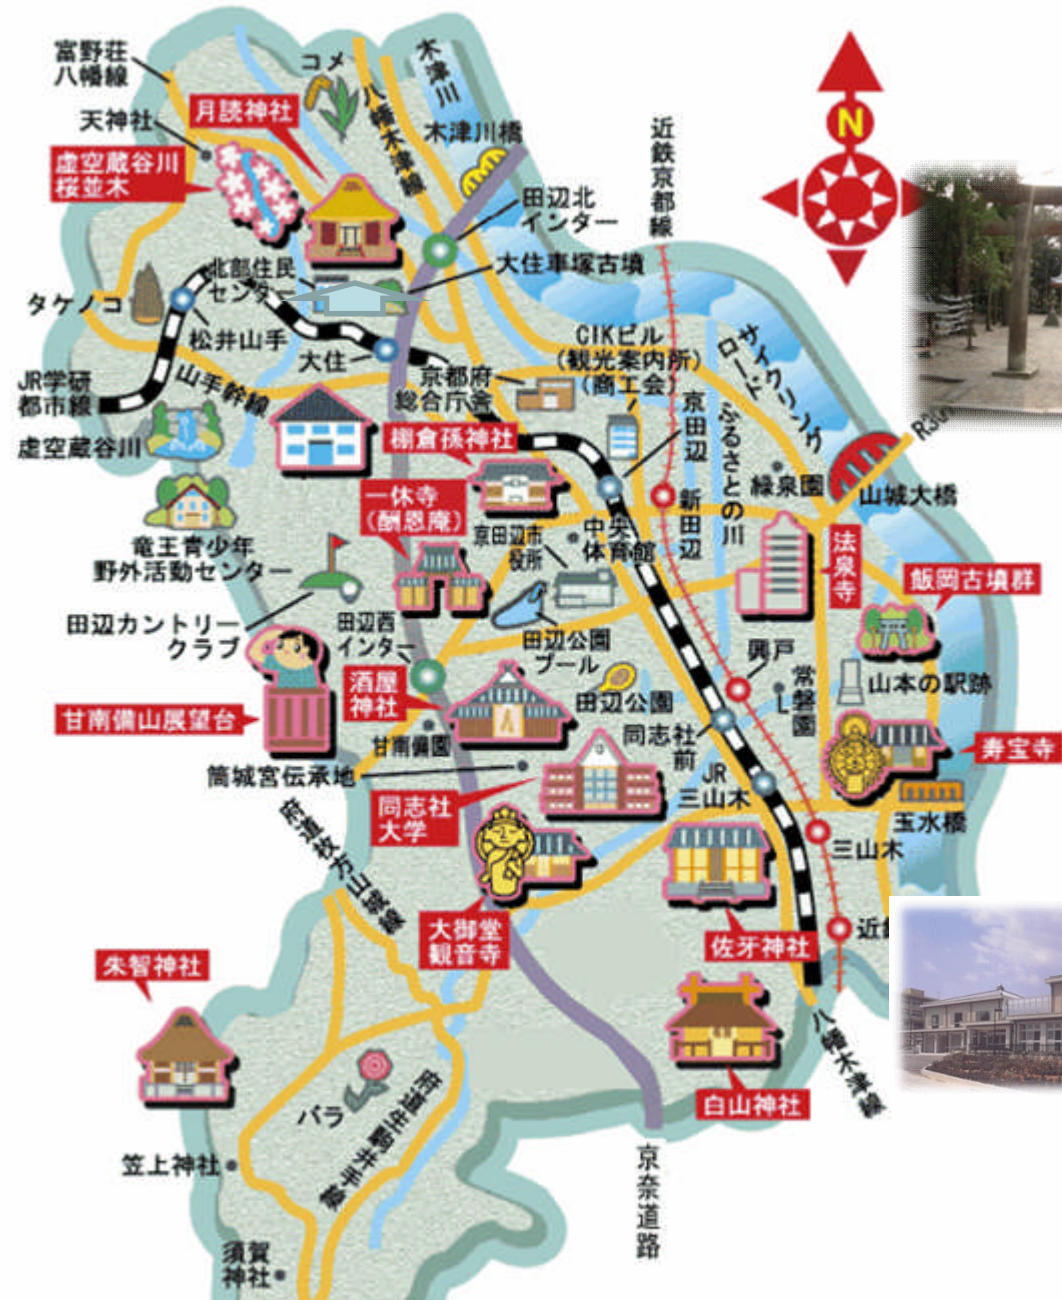 富野荘
八幡線
コメ
木津川
八幡木津線
天神社
月読神社
木津川橋
近鉄京都線
N
虚空蔵谷川
桜並木
田辺北
インター
北部住民
センター
大住車塚古墳
タケノコ
松井山手
大住
CIKビル
(観光案内所)
(商工会)
サイクリング
ロード
JR学研
都市線
山手幹線
京都府
総合庁舎
京田辺
ふるさとの川
虚空蔵谷川
棚倉孫神社
緑泉園
山城大橋
一休寺
(酬恩庵)
新田辺
京田辺市
役所
中央
体育館
法泉寺
竜王青少年
野外活動センター
飯岡古墳群
田辺カントリー
クラブ
田辺西
インター
田辺公園
プール
興戸
酒屋
神社
田辺公園
常磐園
山本の駅跡
甘南備山展望台
甘南備園
同志社前
寿宝寺
筒城宮伝承地
JR
三山木
同志社
大学
玉水橋
府道枚方山城線
三山木
大御堂
観音寺
佐牙神社
近鉄
朱智神社
八幡木津線
バラ
府道生駒井手線
白山神社
笠上神社
京奈道路
須賀
神社